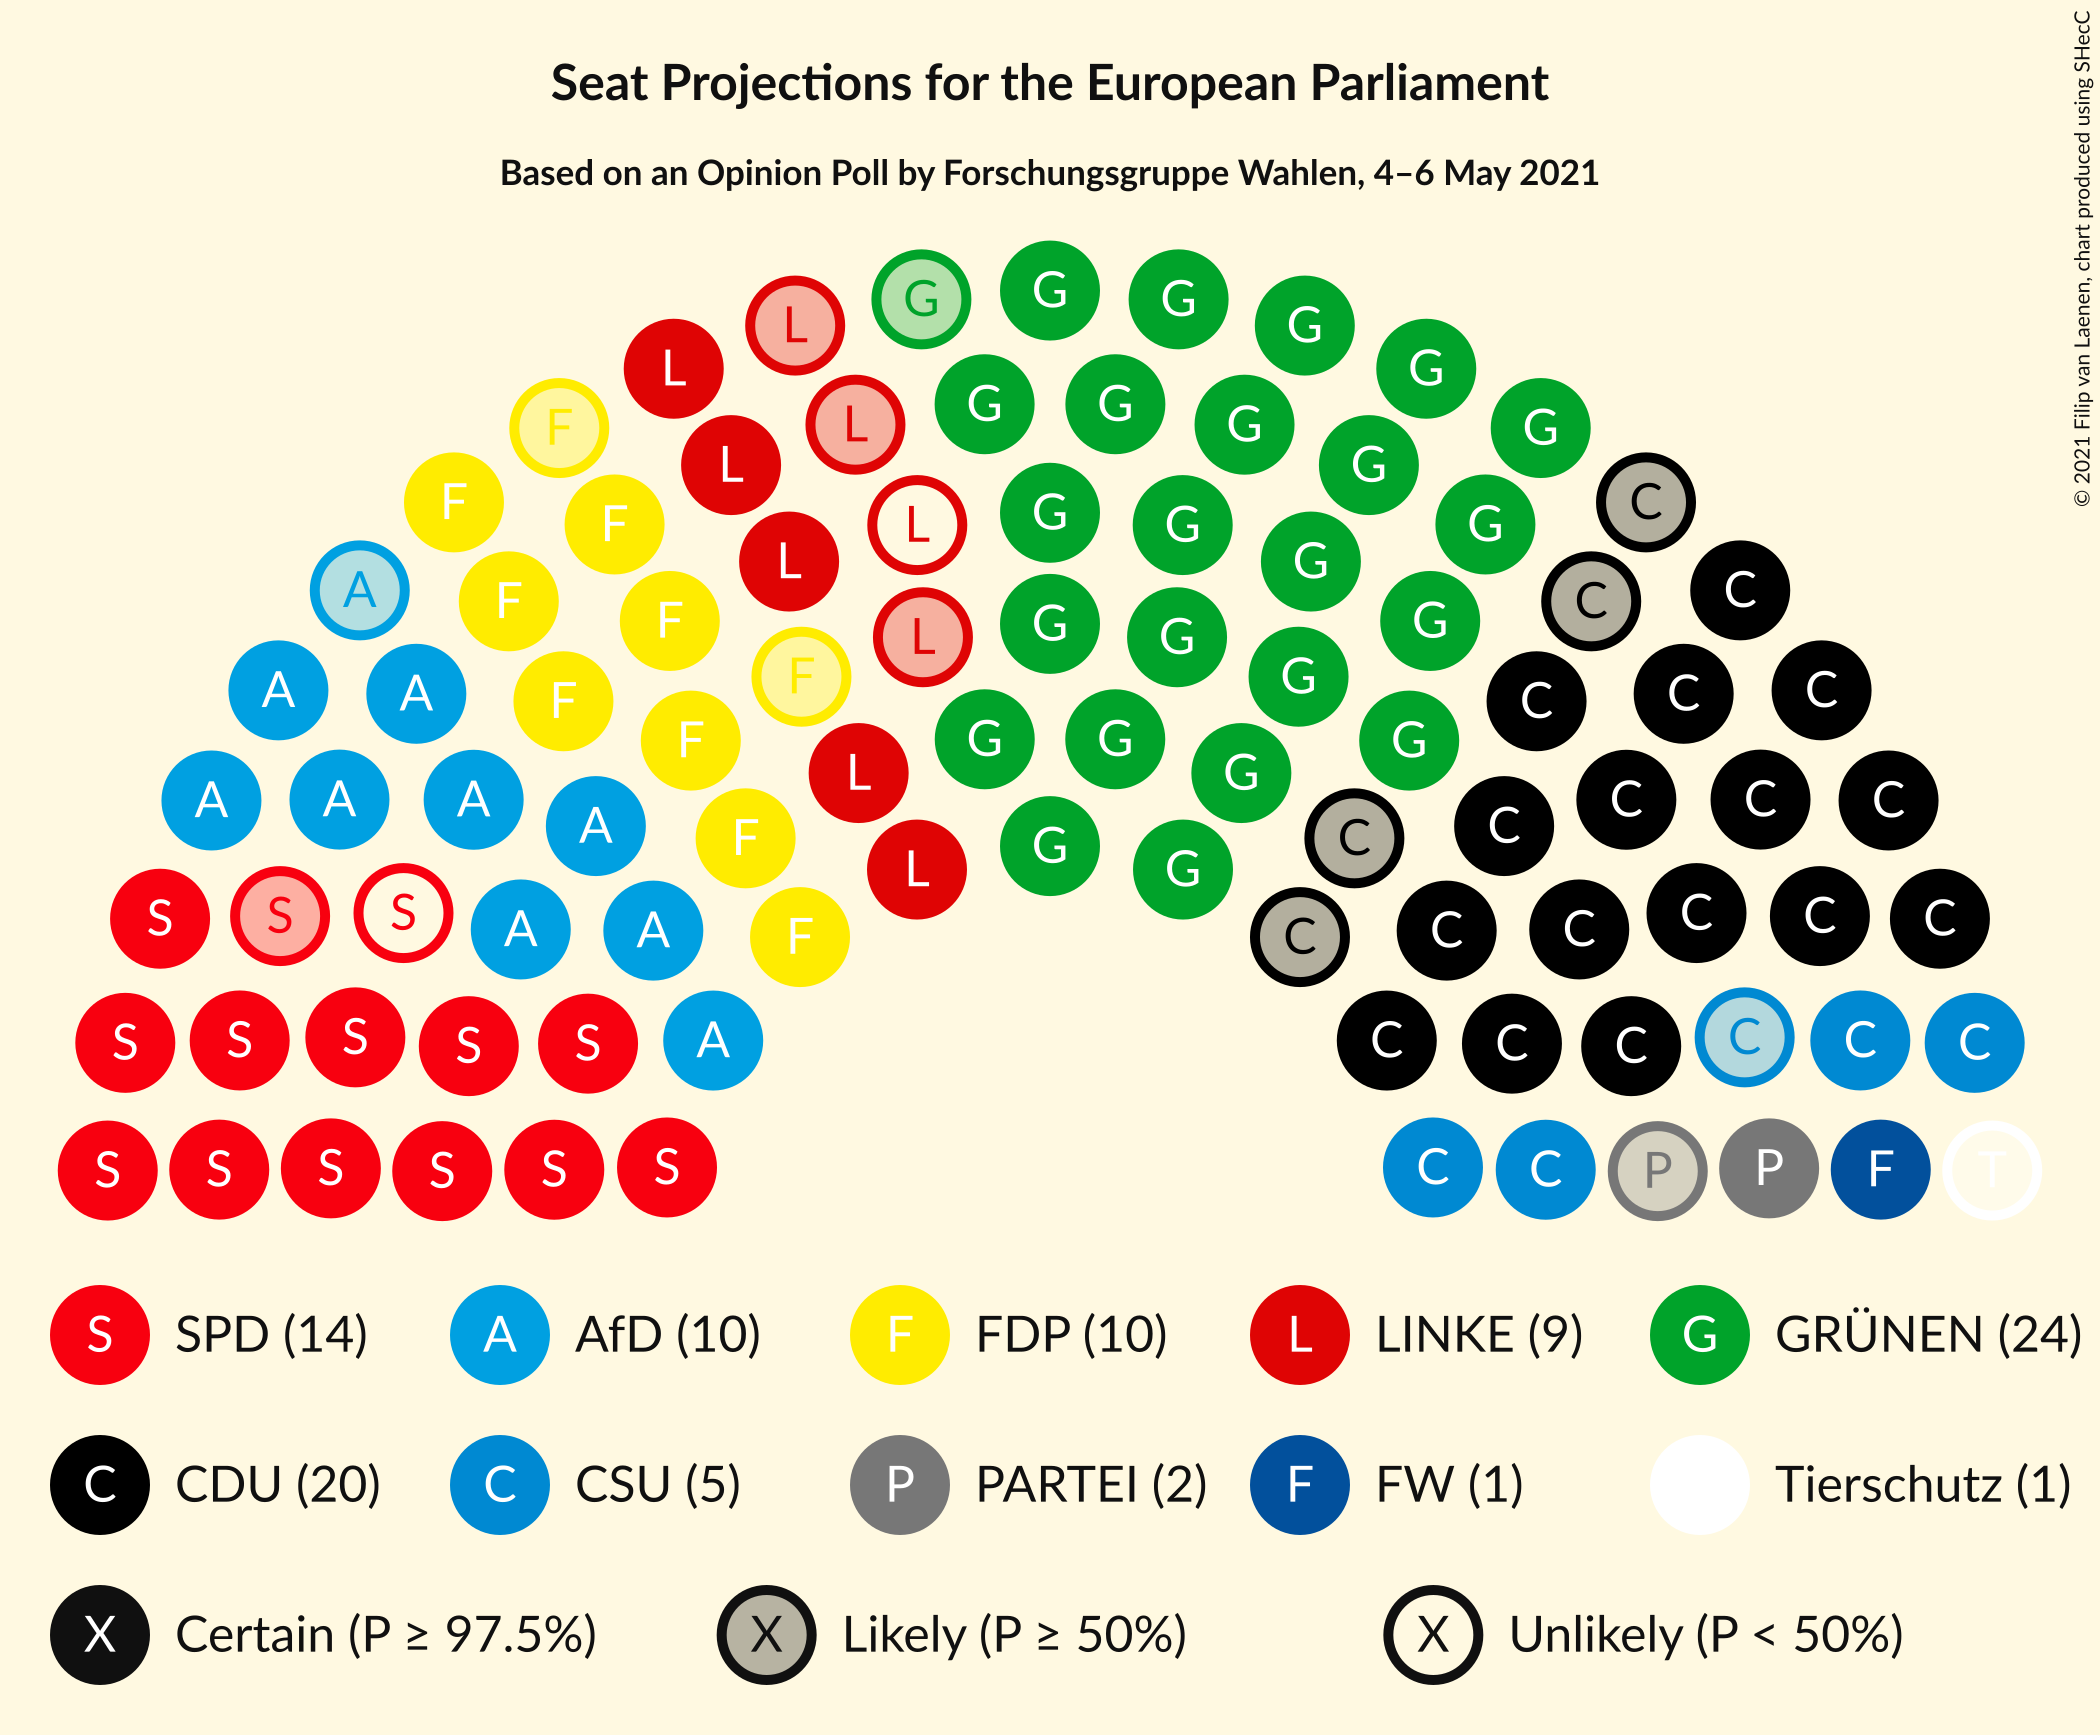 Seat Projections for the European Parliament
Based on an Opinion Poll by Forschungsgruppe Wahlen, 4–6 May 2021
© 2021 Filip van Laenen, chart produced using SHecC
G G G
L G
L G
L G G
F L G G
G
F L G C
F L L G G
L G C
A F F G
L G G C C
F L G
A A F F G C C C
F G G G
A A A A F L G C C C C
F G G C
S S S A A F L C C C C C C
S S S S S A C C C C C C
S S S S S S C C P P F T
S SPD (14) A AfD (10) F FDP (10) L LINKE (9) G GRÜNEN (24)
C CDU (20) C CSU (5) P PARTEI (2) F FW (1) Tierschutz (1)
X Certain (P ≥ 97.5%) X Likely (P ≥ 50%) X Unlikely (P < 50%)